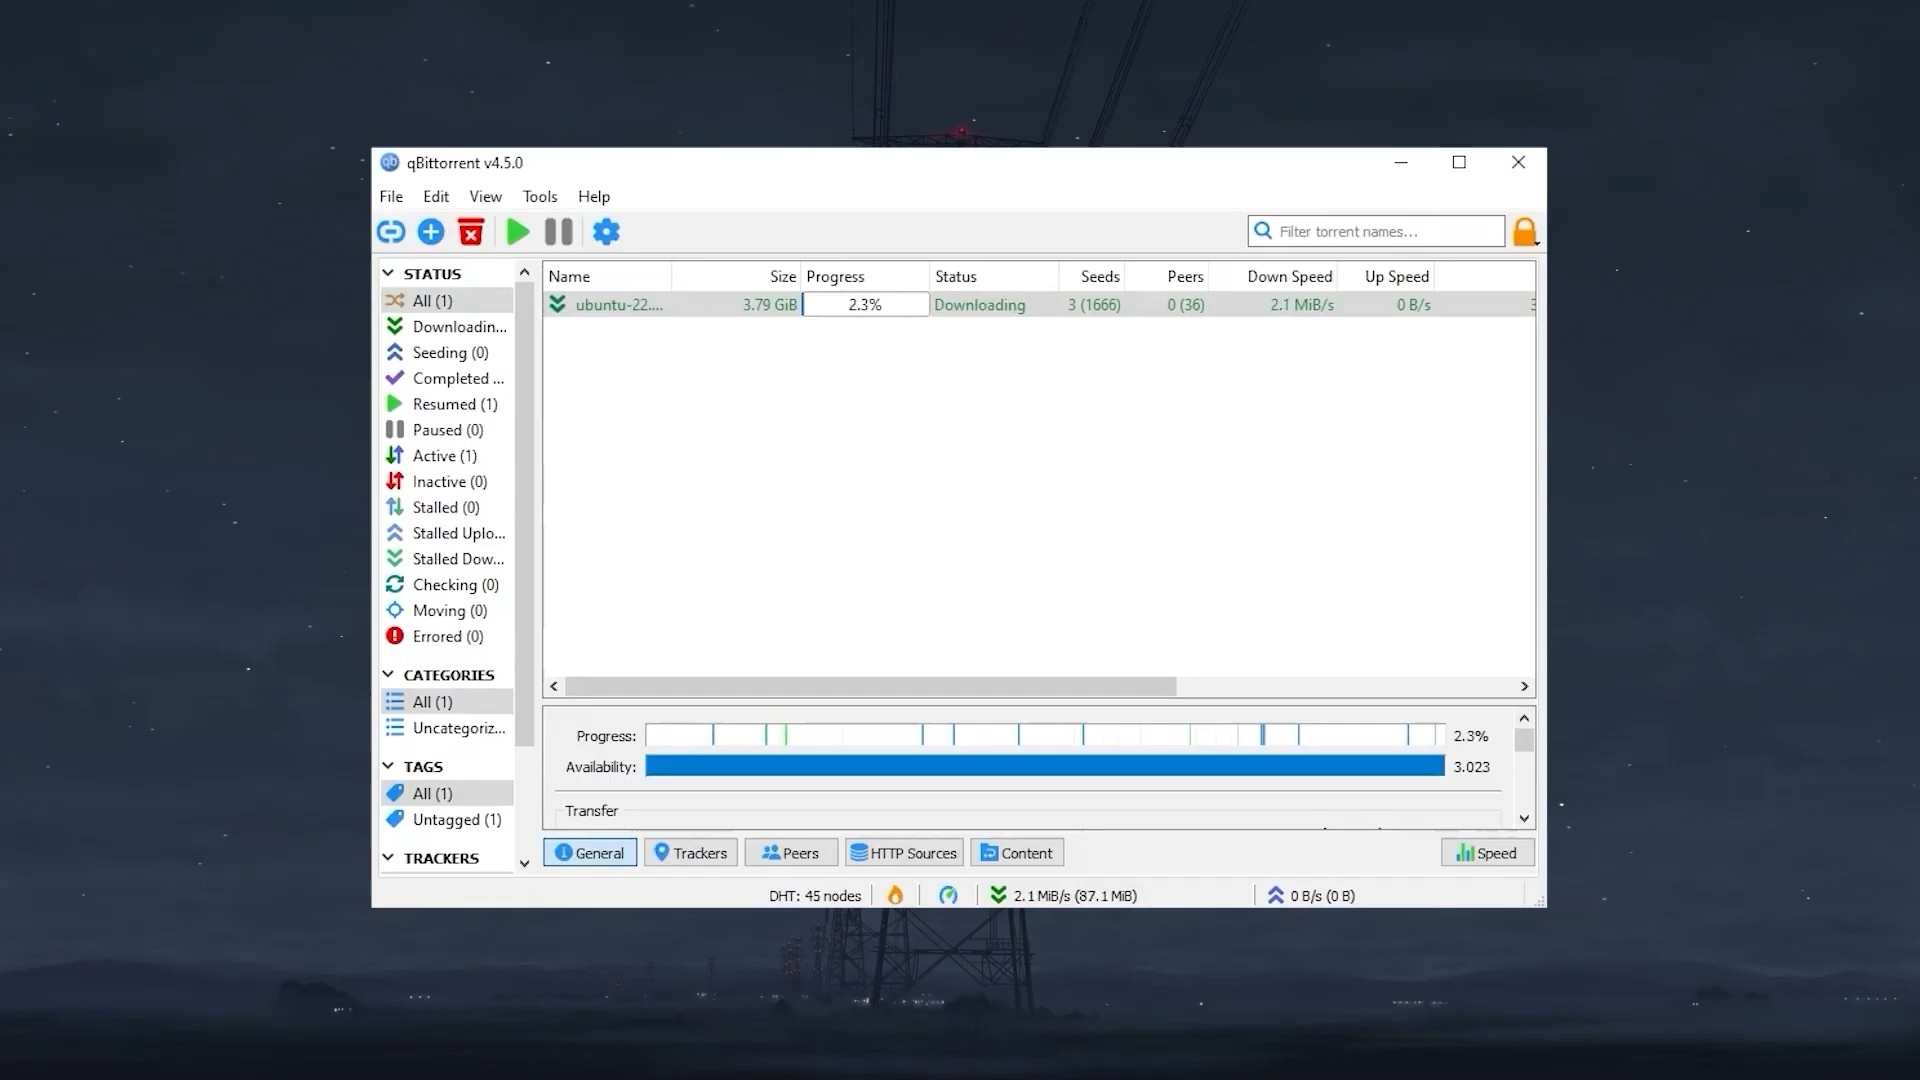 qBittorrent v4.5.0
File Edit View Tools Help
Filter torrent names...
STATUS
All (1)
Downloadin...
Seeding (0)
Completed ...
Resumed (1)
Paused (0)
Active (1)
Inactive (0)
Stalled (0)
Stalled Uplo...
Stalled Dow...
Checking (0)
Moving (0)
Errored (0)
CATEGORIES
All (1)
Uncategoriz...
TAGS
All (1)
Untagged (1)
TRACKERS
Name Size Progress Status Seeds Peers Down Speed Up Speed
ubuntu-22.... 3.79 GiB 2.3% Downloading 3 (1666) 0 (36) 2.1 MiB/s 0 B/s
Progress: 2.3%
Availability: 3.023
Transfer
General Trackers Peers HTTP Sources Content Speed
DHT: 45 nodes 2.1 MiB/s (87.1 MiB) 0 B/s (0 B)